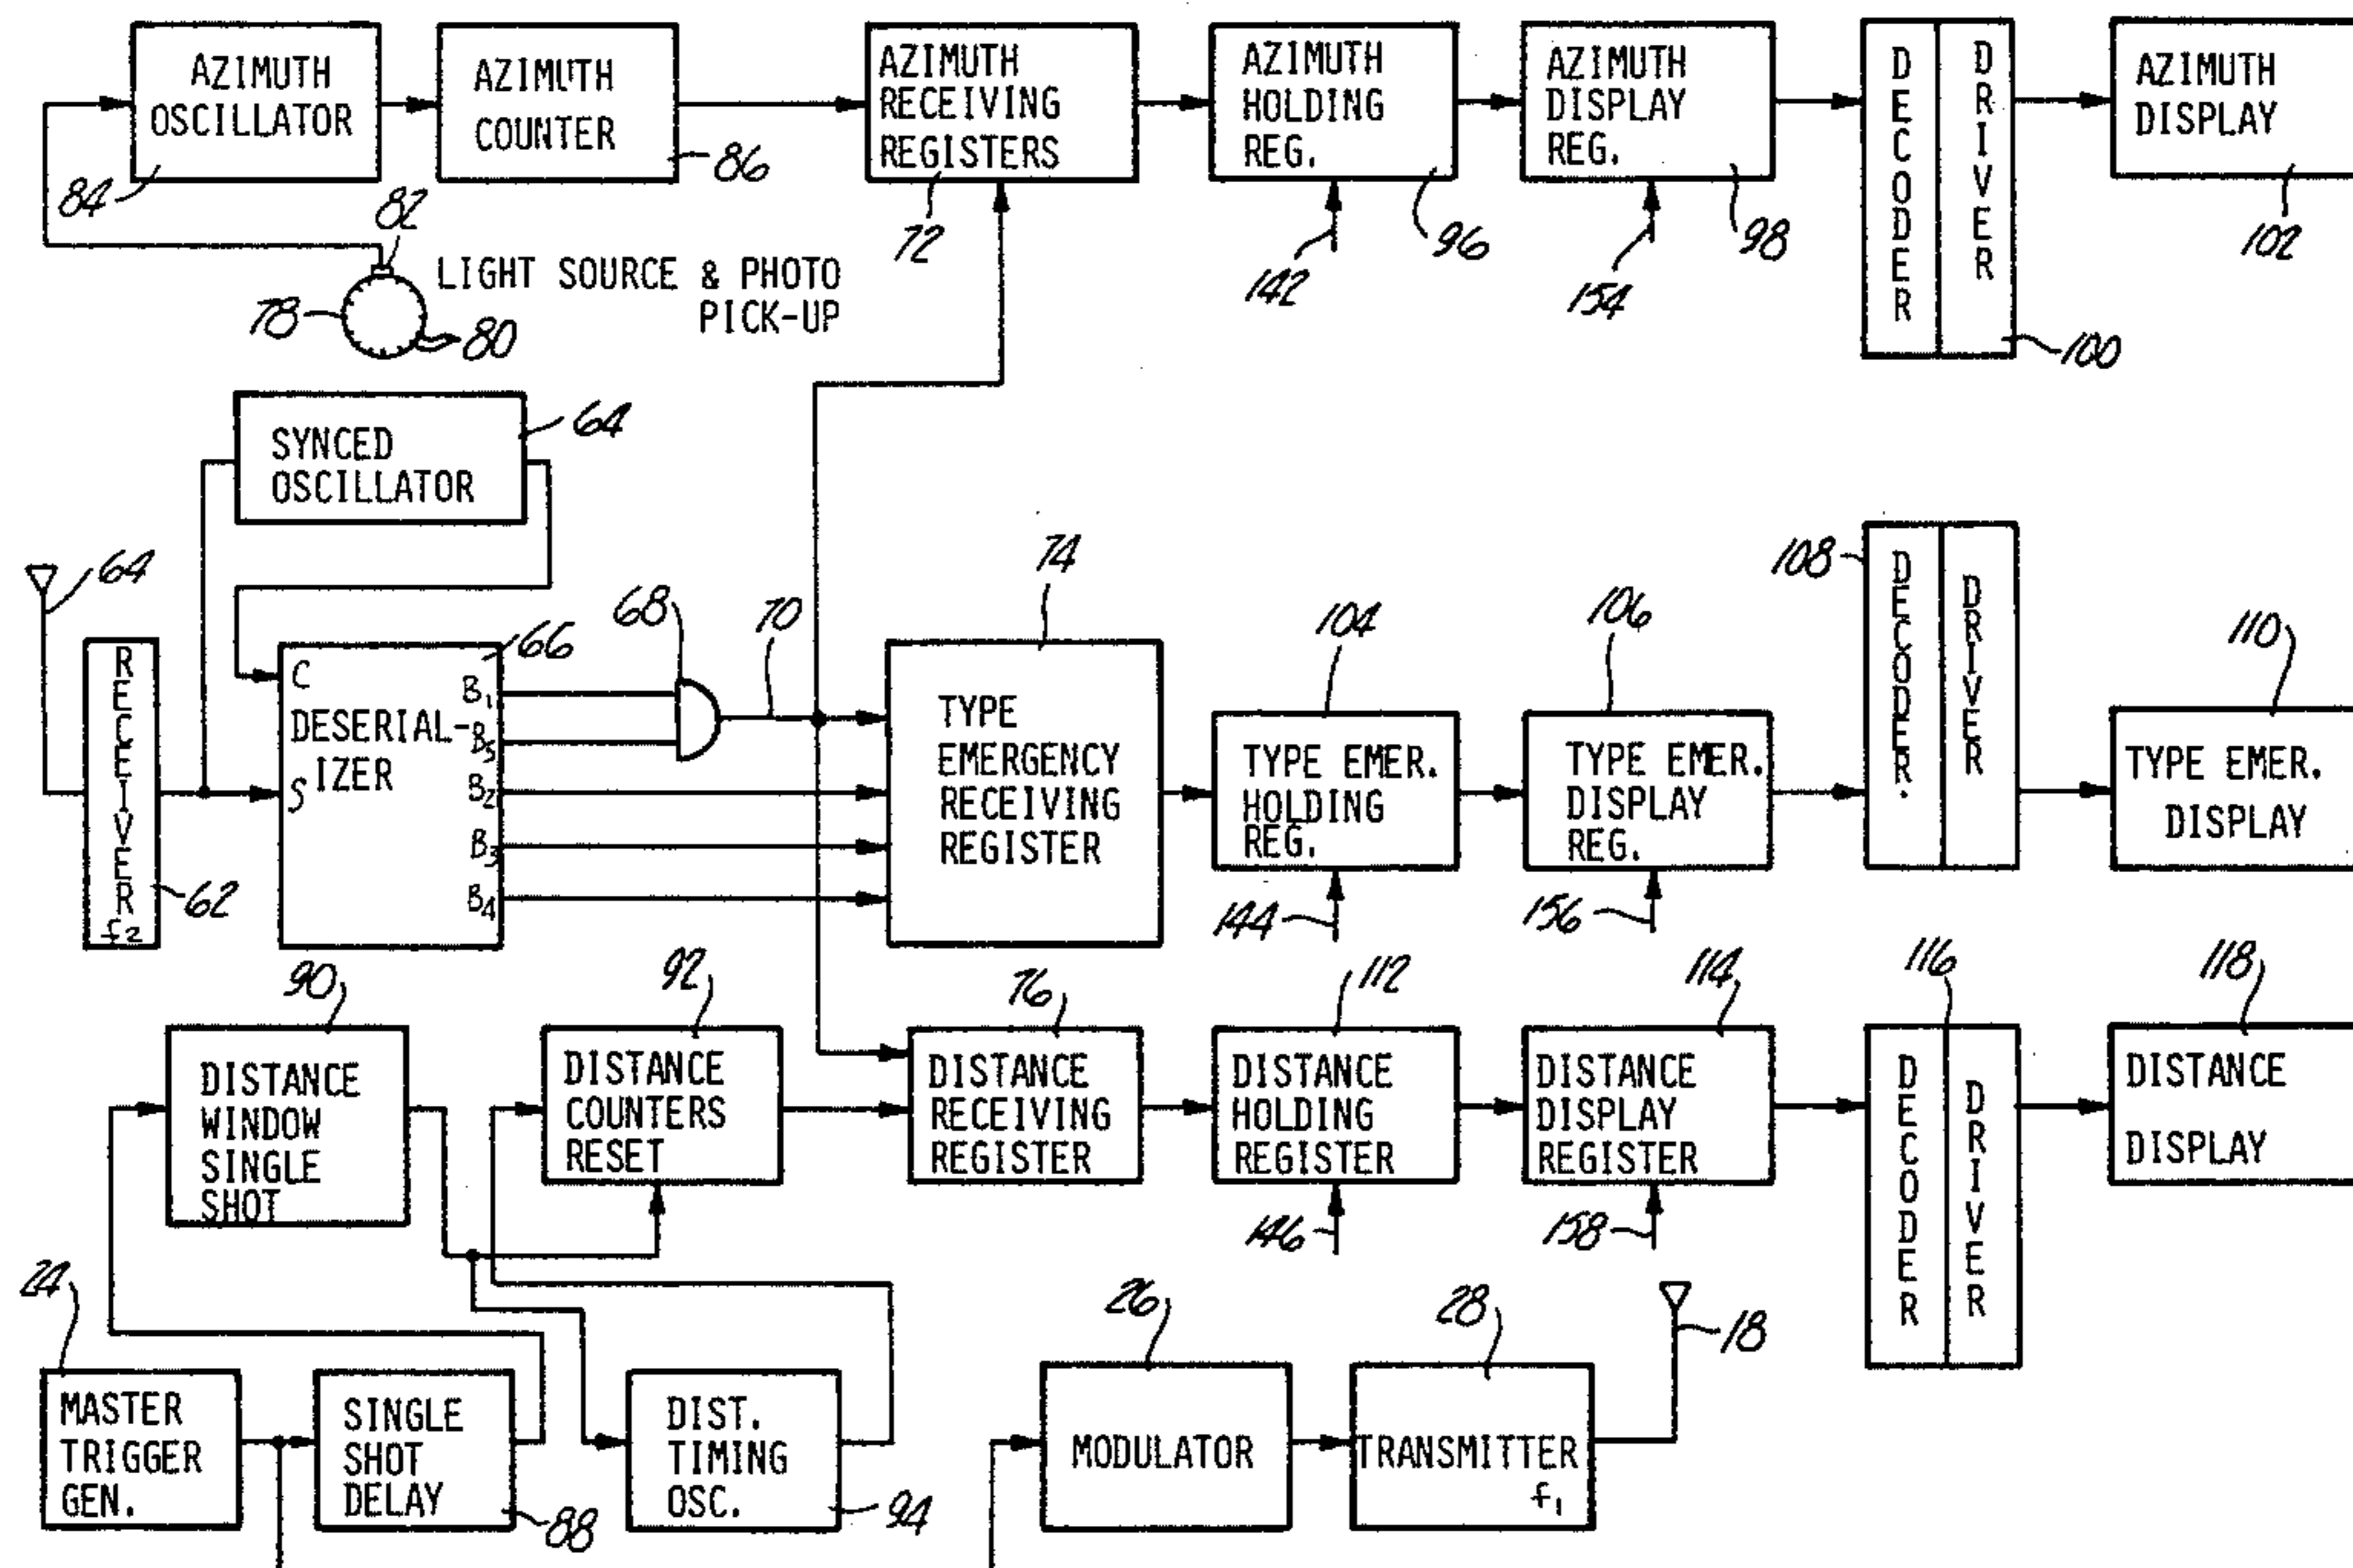 AZIMUTH
OSCILLATOR
84
AZIMUTH
COUNTER
86
AZIMUTH
RECEIVING
REGISTERS
72
AZIMUTH
HOLDING
REG.
96
142
AZIMUTH
DISPLAY
REG.
98
154
DECODER
DRIVER
100
AZIMUTH
DISPLAY
102
82
78
80
LIGHT SOURCE & PHOTO
PICK-UP
SYNCED
OSCILLATOR
64
64
RECEIVER
f2
62
C
S
DESERIAL-
IZER
66
B1
B5
B2
B3
B4
68
70
74
TYPE
EMERGENCY
RECEIVING
REGISTER
104
TYPE EMER.
HOLDING
REG.
144
106
TYPE EMER.
DISPLAY
REG.
156
108
DECODER.
DRIVER
110
TYPE EMER.
DISPLAY
90
DISTANCE
WINDOW
SINGLE
SHOT
92
DISTANCE
COUNTERS
RESET
76
DISTANCE
RECEIVING
REGISTER
112
DISTANCE
HOLDING
REGISTER
146
114
DISTANCE
DISPLAY
REGISTER
158
116
DECODER
DRIVER
118
DISTANCE
DISPLAY
24
MASTER
TRIGGER
GEN.
SINGLE
SHOT
DELAY
88
DIST.
TIMING
OSC.
94
26
MODULATOR
28
TRANSMITTER
f1
18